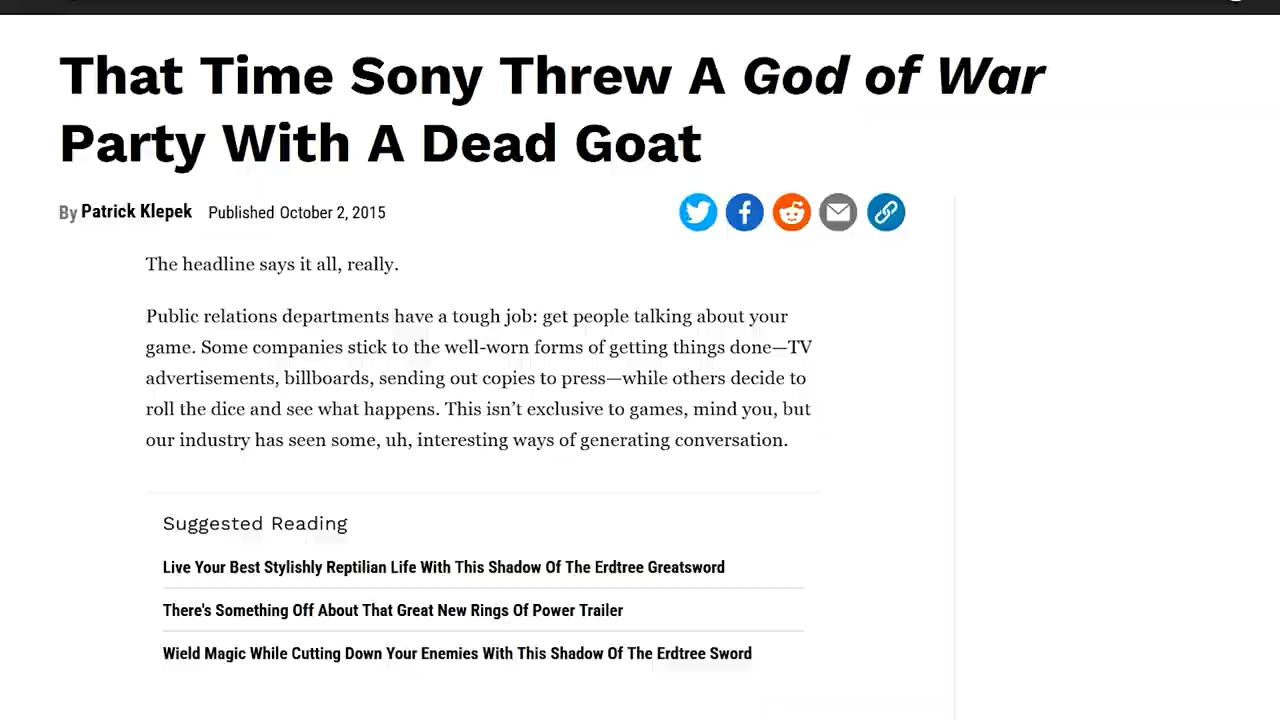 That Time Sony Threw A God of War
Party With A Dead Goat
By Patrick Klepek Published October 2, 2015
The headline says it all, really.
Public relations departments have a tough job: get people talking about your
game. Some companies stick to the well-worn forms of getting things done—TV
advertisements, billboards, sending out copies to press—while others decide to
roll the dice and see what happens. This isn’t exclusive to games, mind you, but
our industry has seen some, uh, interesting ways of generating conversation.
Suggested Reading
Live Your Best Stylishly Reptilian Life With This Shadow Of The Erdtree Greatsword
There's Something Off About That Great New Rings Of Power Trailer
Wield Magic While Cutting Down Your Enemies With This Shadow Of The Erdtree Sword